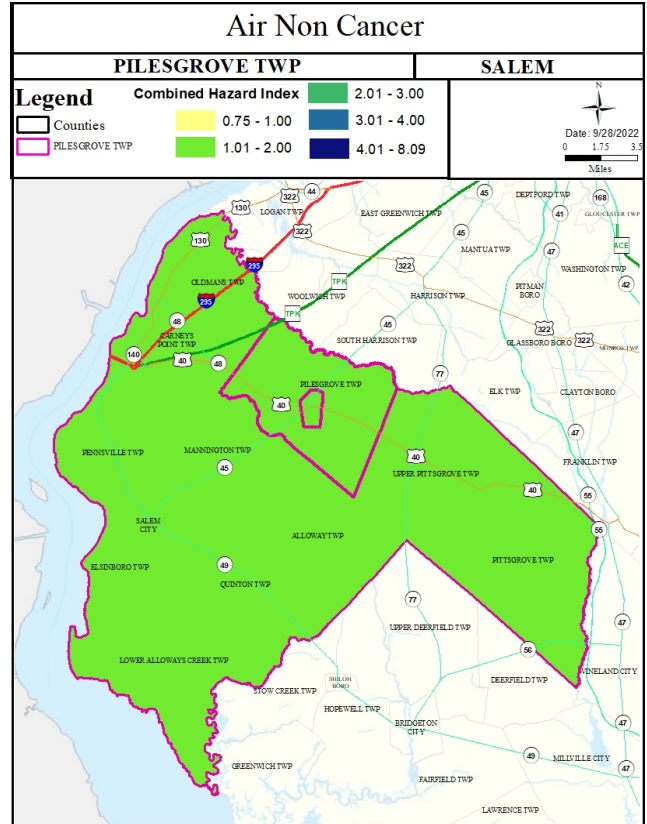 Air Non Cancer
PILESGROVE TWP
SALEM
Legend
Counties
PILESGROVE TWP
Combined Hazard Index
0.75 - 1.00
1.01 - 2.00
2.01 - 3.00
3.01 - 4.00
4.01 - 8.09
N
Date: 9/28/2022
0 1.75 3.5
Miles
322
44
45
DEPTFORD TWP
168
130
LOGAN TWP
EAST GREENWICH TWP
41
GLOUCESTER TWP
130
322
45
MANTUA TWP
47
ACE
295
322
WASHINGTON TWP
OLDMANS TWP
TPK
PITMAN
BORO
42
295
WOOLWICH TWP
HARRISON TWP
48
TPK
45
322
CARNEYS
POINT TWP
SOUTH HARRISON TWP
GLASSBORO BORO
322
MONROE TWP
140
40
48
77
PILESGROVE TWP
ELK TWP
CLAYTON BORO
40
47
PENNSVILLE TWP
MANNINGTON TWP
40
FRANKLIN TWP
45
UPPER PITTSGROVE TWP
40
55
SALEM
CITY
ALLOWAY TWP
55
ELSINBORO TWP
49
PITTSGROVE TWP
QUINTON TWP
77
47
UPPER DEERFIELD TWP
56
LOWER ALLOWAYS CREEK TWP
SHILOH
BORO
DEERFIELD TWP
VINELAND CITY
STOW CREEK TWP
HOPEWELL TWP
BRIDGETON
CITY
47
49
MILLVILLE CITY
GREENWICH TWP
47
FAIRFIELD TWP
LAWRENCE TWP